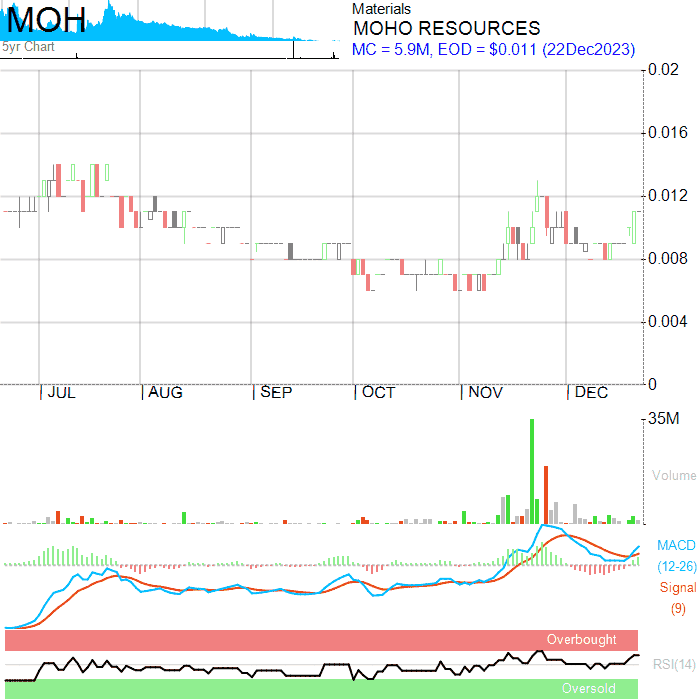 MOH
5yr Chart
Materials
MOHO RESOURCES
MC = 5.9M, EOD = $0.011 (22Dec2023)
0.02
0.016
0.012
0.008
0.004
0
JUL AUG SEP OCT NOV DEC
35M
Volume
MACD
(12-26)
Signal
(9)
Overbought
RSI(14)
Oversold